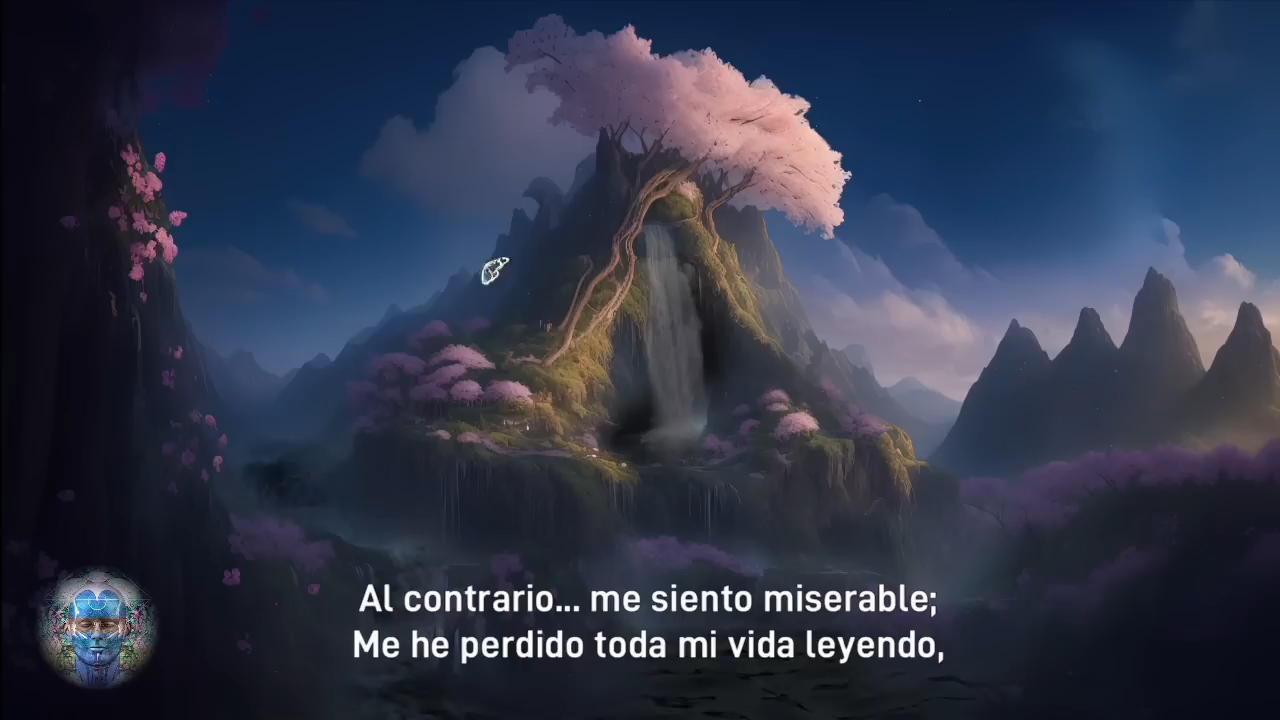 Al contrario... me siento miserable;
Me he perdido toda mi vida leyendo,